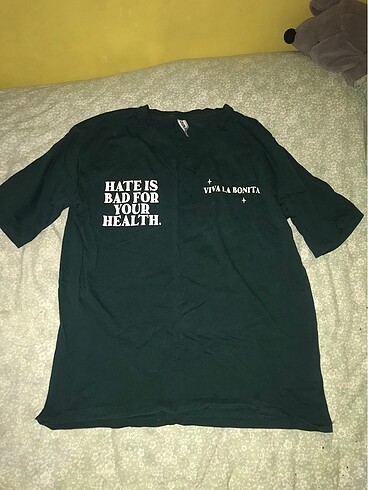 HATE IS
BAD FOR
YOUR
HEALTH.
VIVA LA BONITA